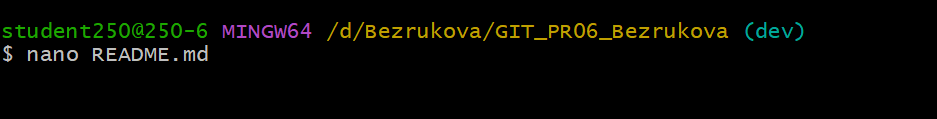 student250@250-6 MINGW64 /d/Bezrukova/GIT_PR06_Bezrukova (dev)
$ nano README.md